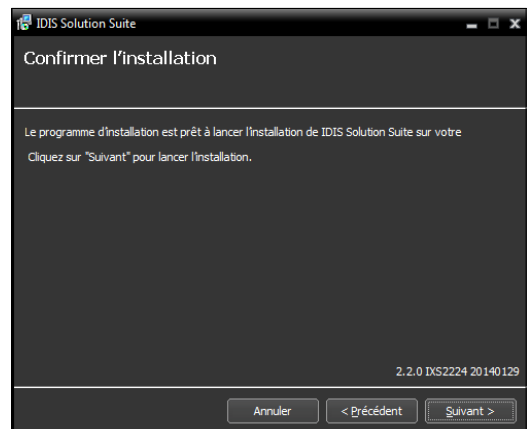 IDIS Solution Suite
Confirmer l'installation
Le programme d'installation est prêt à lancer l'installation de IDIS Solution Suite sur votre
Cliquez sur "Suivant" pour lancer l'installation.
2.2.0 IXS2224 20140129
Annuler
< Précédent
Suivant >